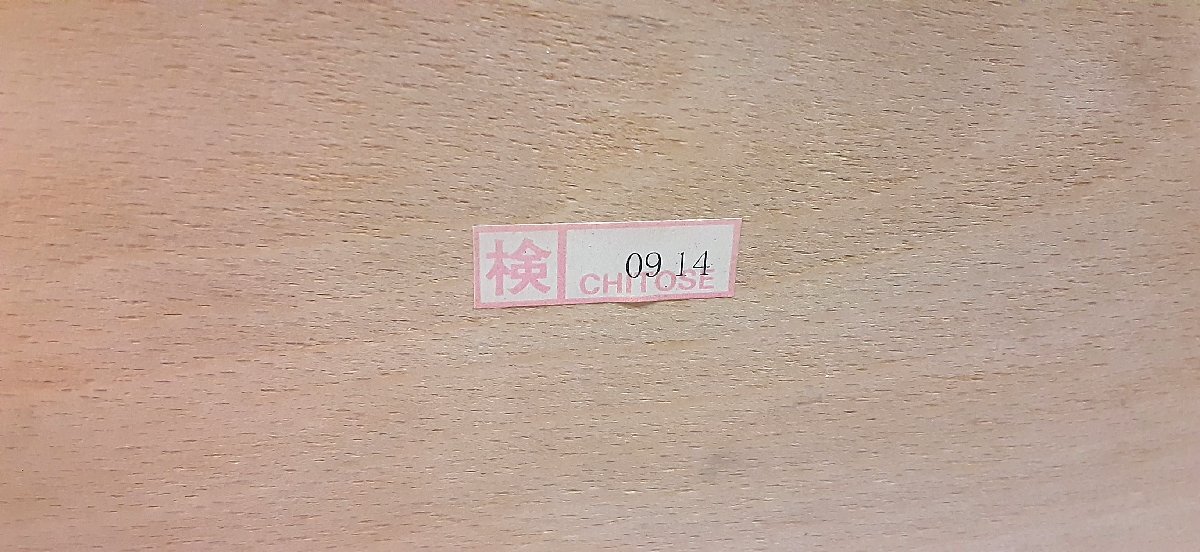 検
09 14
CHITOSE